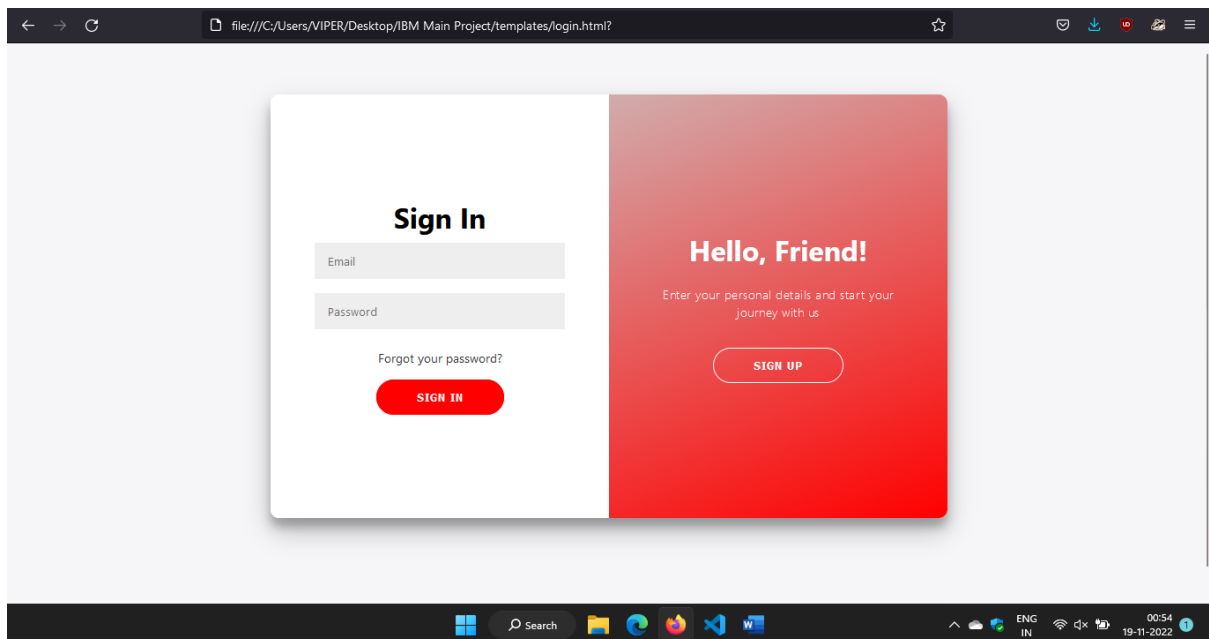 file:///C:/Users/VIPER/Desktop/IBM Main Project/templates/login.html?
Sign In
Email
Password
Forgot your password?
SIGN IN
Hello, Friend!
Enter your personal details and start your
journey with us
SIGN UP
Search
ENG
IN
00:54
19-11-2022
1